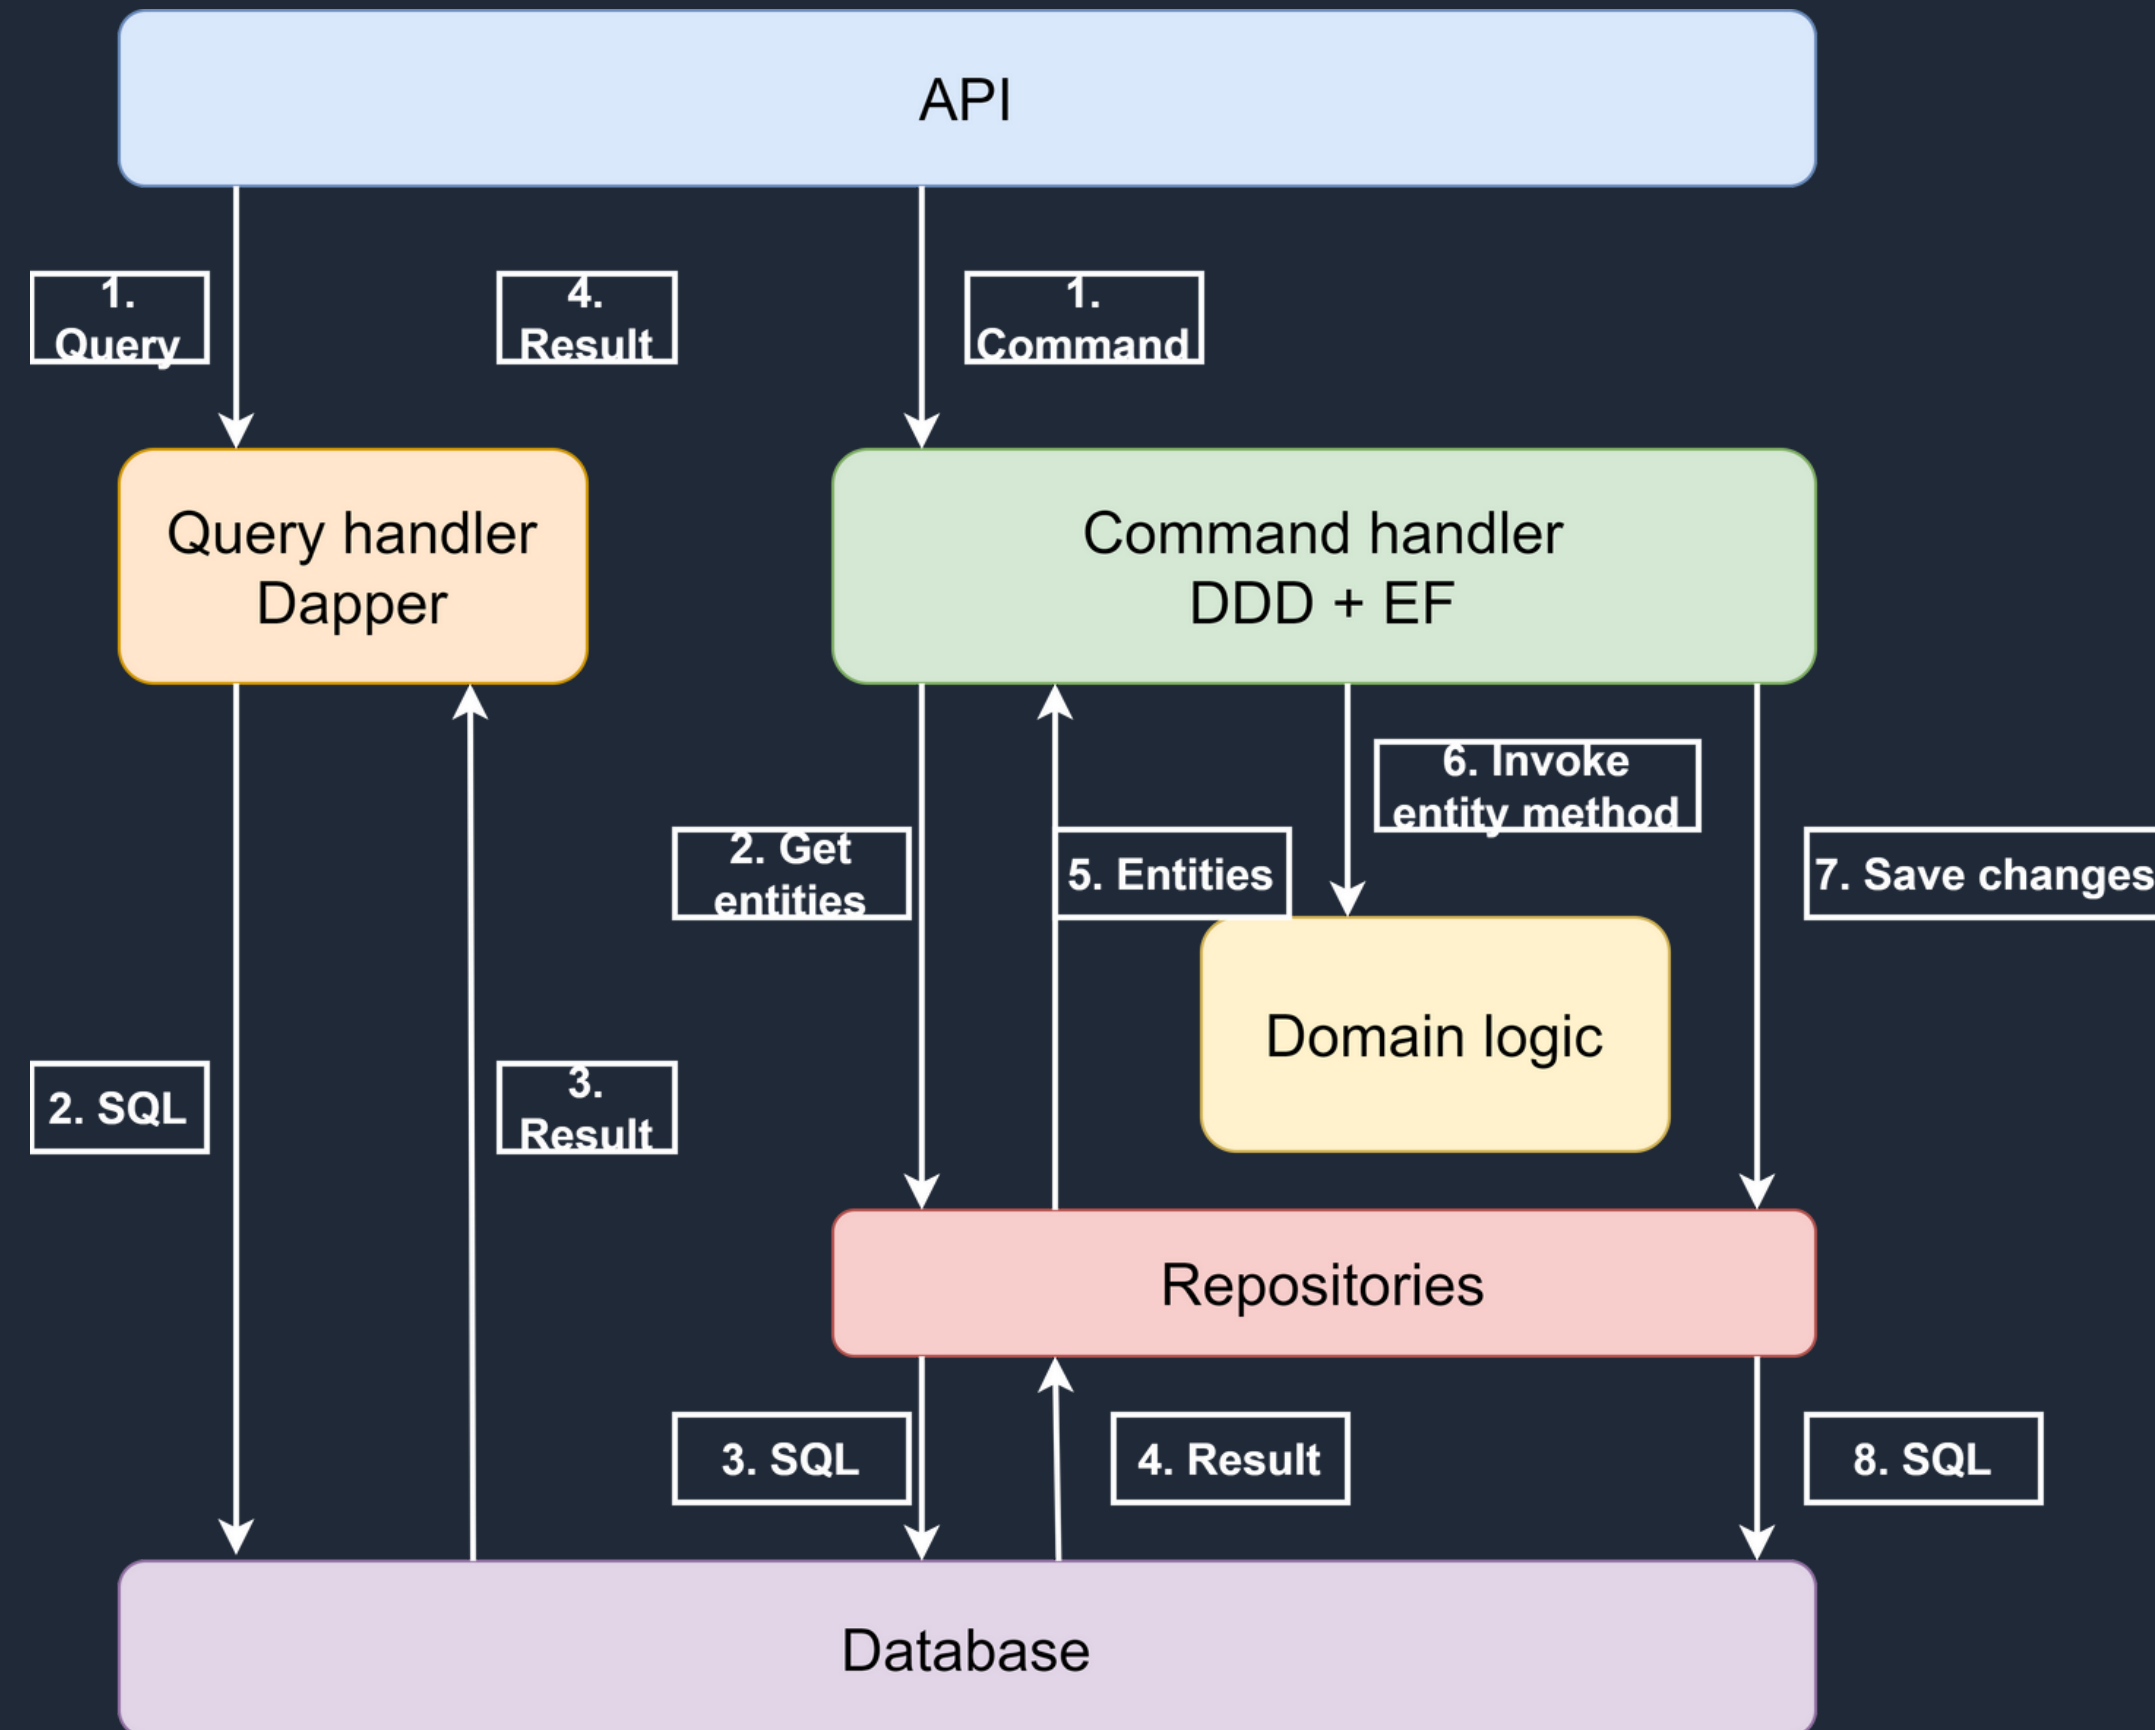 API
1.
Query
4.
Result
1.
Command
Query handler
Dapper
Command handler
DDD + EF
6. Invoke
entity method
2. Get
entities
5. Entities
7. Save changes
Domain logic
2. SQL
3.
Result
Repositories
3. SQL
4. Result
8. SQL
Database